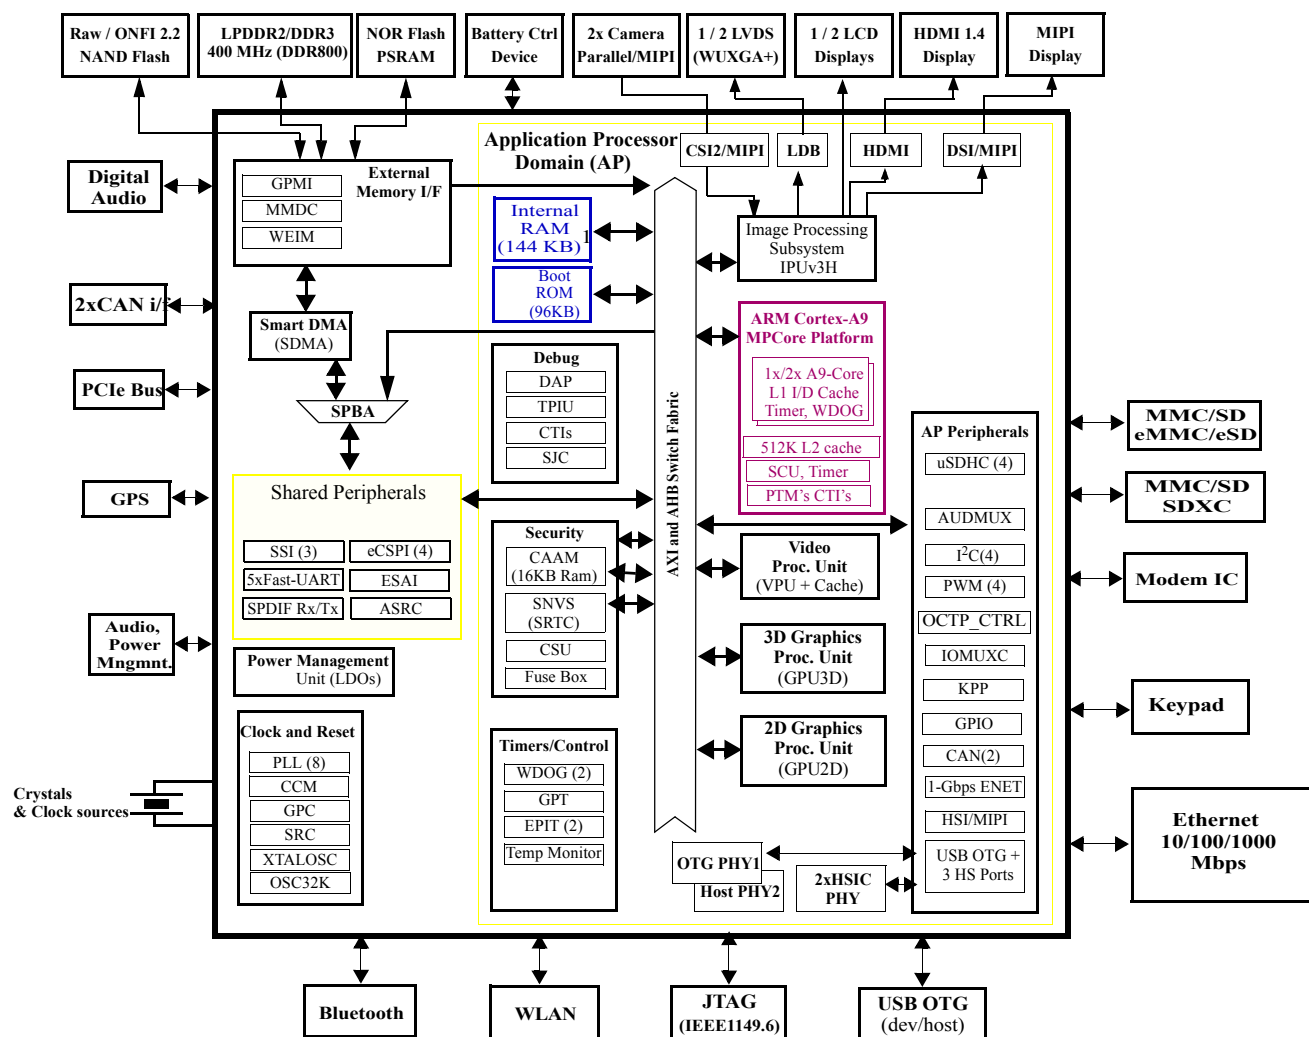 Raw / ONFI 2.2
NAND Flash
LPDDR2/DDR3
400 MHz (DDR800)
NOR Flash
PSRAM
Battery Ctrl
Device
2x Camera
Parallel/MIPI
1 / 2 LVDS
(WUXGA+)
1 / 2 LCD
Displays
HDMI 1.4
Display
MIPI
Display
Digital
Audio
2xCAN i/f
PCIe Bus
GPS
Audio,
Power
Mngmnt.
Crystals
& Clock sources
External
Memory I/F
GPMI
MMDC
WEIM
Smart DMA
(SDMA)
SPBA
Shared Peripherals
SSI (3)
eCSPI (4)
5xFast-UART
ESAI
SPDIF Rx/Tx
ASRC
Power Management
Unit (LDOs)
Clock and Reset
PLL (8)
CCM
GPC
SRC
XTALOSC
OSC32K
Application Processor
Domain (AP)
Internal
RAM
(144 KB)
1
Boot
ROM
(96KB)
Debug
DAP
TPIU
CTIs
SJC
Security
CAAM
(16KB Ram)
SNVS
(SRTC)
CSU
Fuse Box
Timers/Control
WDOG (2)
GPT
EPIT (2)
Temp Monitor
AXI and AHB Switch Fabric
CSI2/MIPI
LDB
HDMI
DSI/MIPI
Image Processing
Subsystem
IPUv3H
ARM Cortex-A9
MPCore Platform
1x/2x A9-Core
L1 I/D Cache
Timer, WDOG
512K L2 cache
SCU, Timer
PTM's CTI's
Video
Proc. Unit
(VPU + Cache)
3D Graphics
Proc. Unit
(GPU3D)
2D Graphics
Proc. Unit
(GPU2D)
OTG PHY1
Host PHY2
2xHSIC
PHY
AP Peripherals
uSDHC (4)
AUDMUX
I2C(4)
PWM (4)
OCTP_CTRL
IOMUXC
KPP
GPIO
CAN(2)
1-Gbps ENET
HSI/MIPI
USB OTG +
3 HS Ports
MMC/SD
eMMC/eSD
MMC/SD
SDXC
Modem IC
Keypad
Ethernet
10/100/1000
Mbps
Bluetooth
WLAN
JTAG
(IEEE1149.6)
USB OTG
(dev/host)